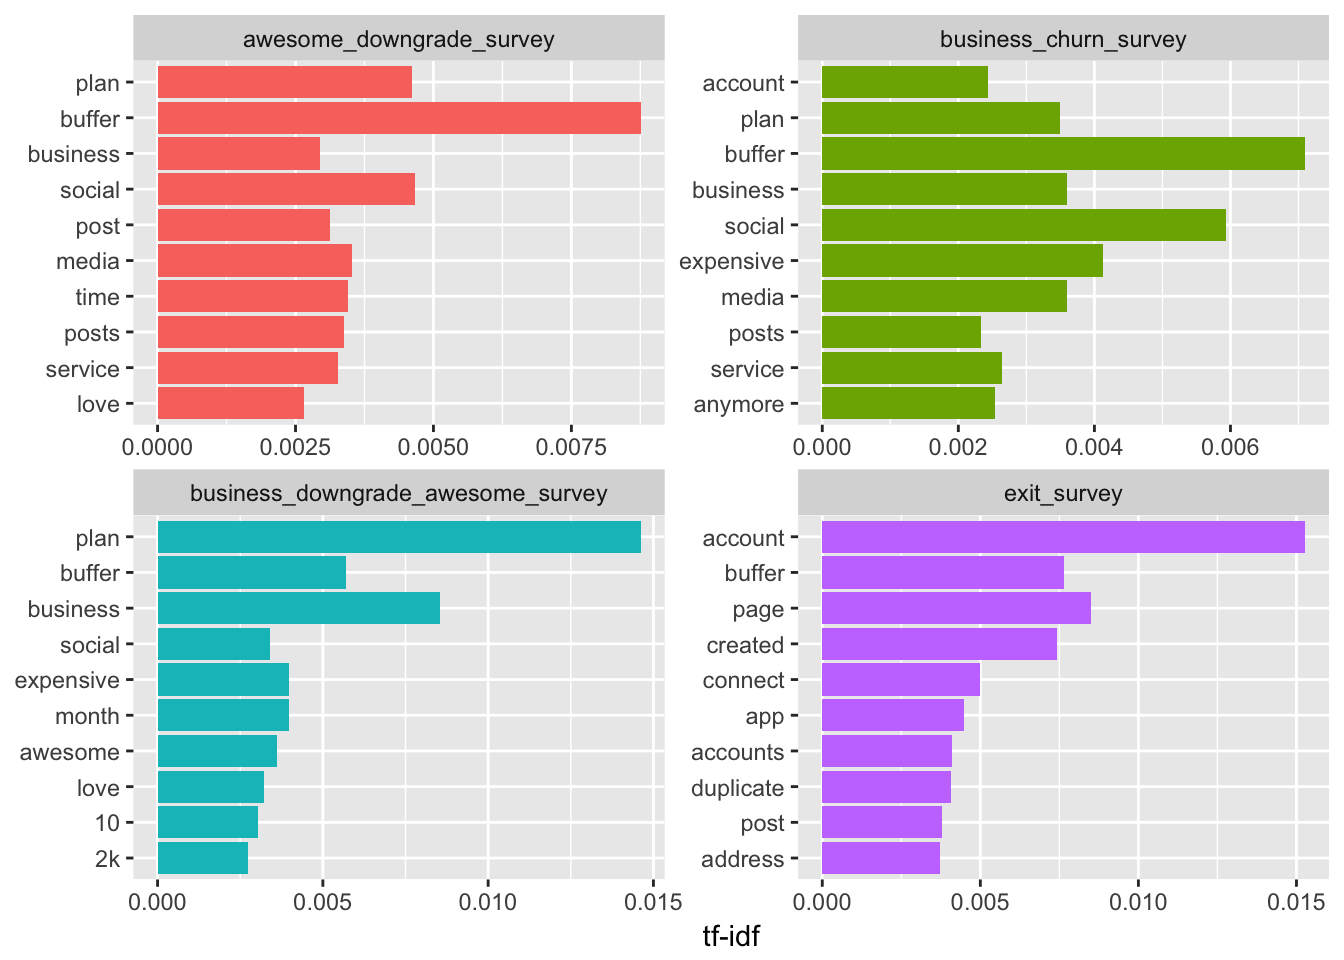 awesome_downgrade_survey
plan
buffer
business
social
post
media
time
posts
service
love
0.0000 0.0025 0.0050 0.0075
business_churn_survey
account
plan
buffer
business
social
expensive
media
posts
service
anymore
0.000 0.002 0.004 0.006
business_downgrade_awesome_survey
plan
buffer
business
social
expensive
month
awesome
love
10
2k
0.000 0.005 0.010 0.015
exit_survey
account
buffer
page
created
connect
app
accounts
duplicate
post
address
0.000 0.005 0.010 0.015
tf-idf